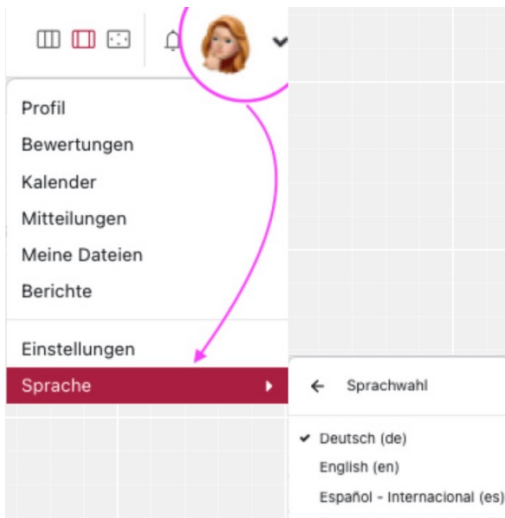 Profil
Bewertungen
Kalender
Mitteilungen
Meine Dateien
Berichte
Einstellungen
Sprache
Sprachwahl
Deutsch (de)
English (en)
Español - Internacional (es)